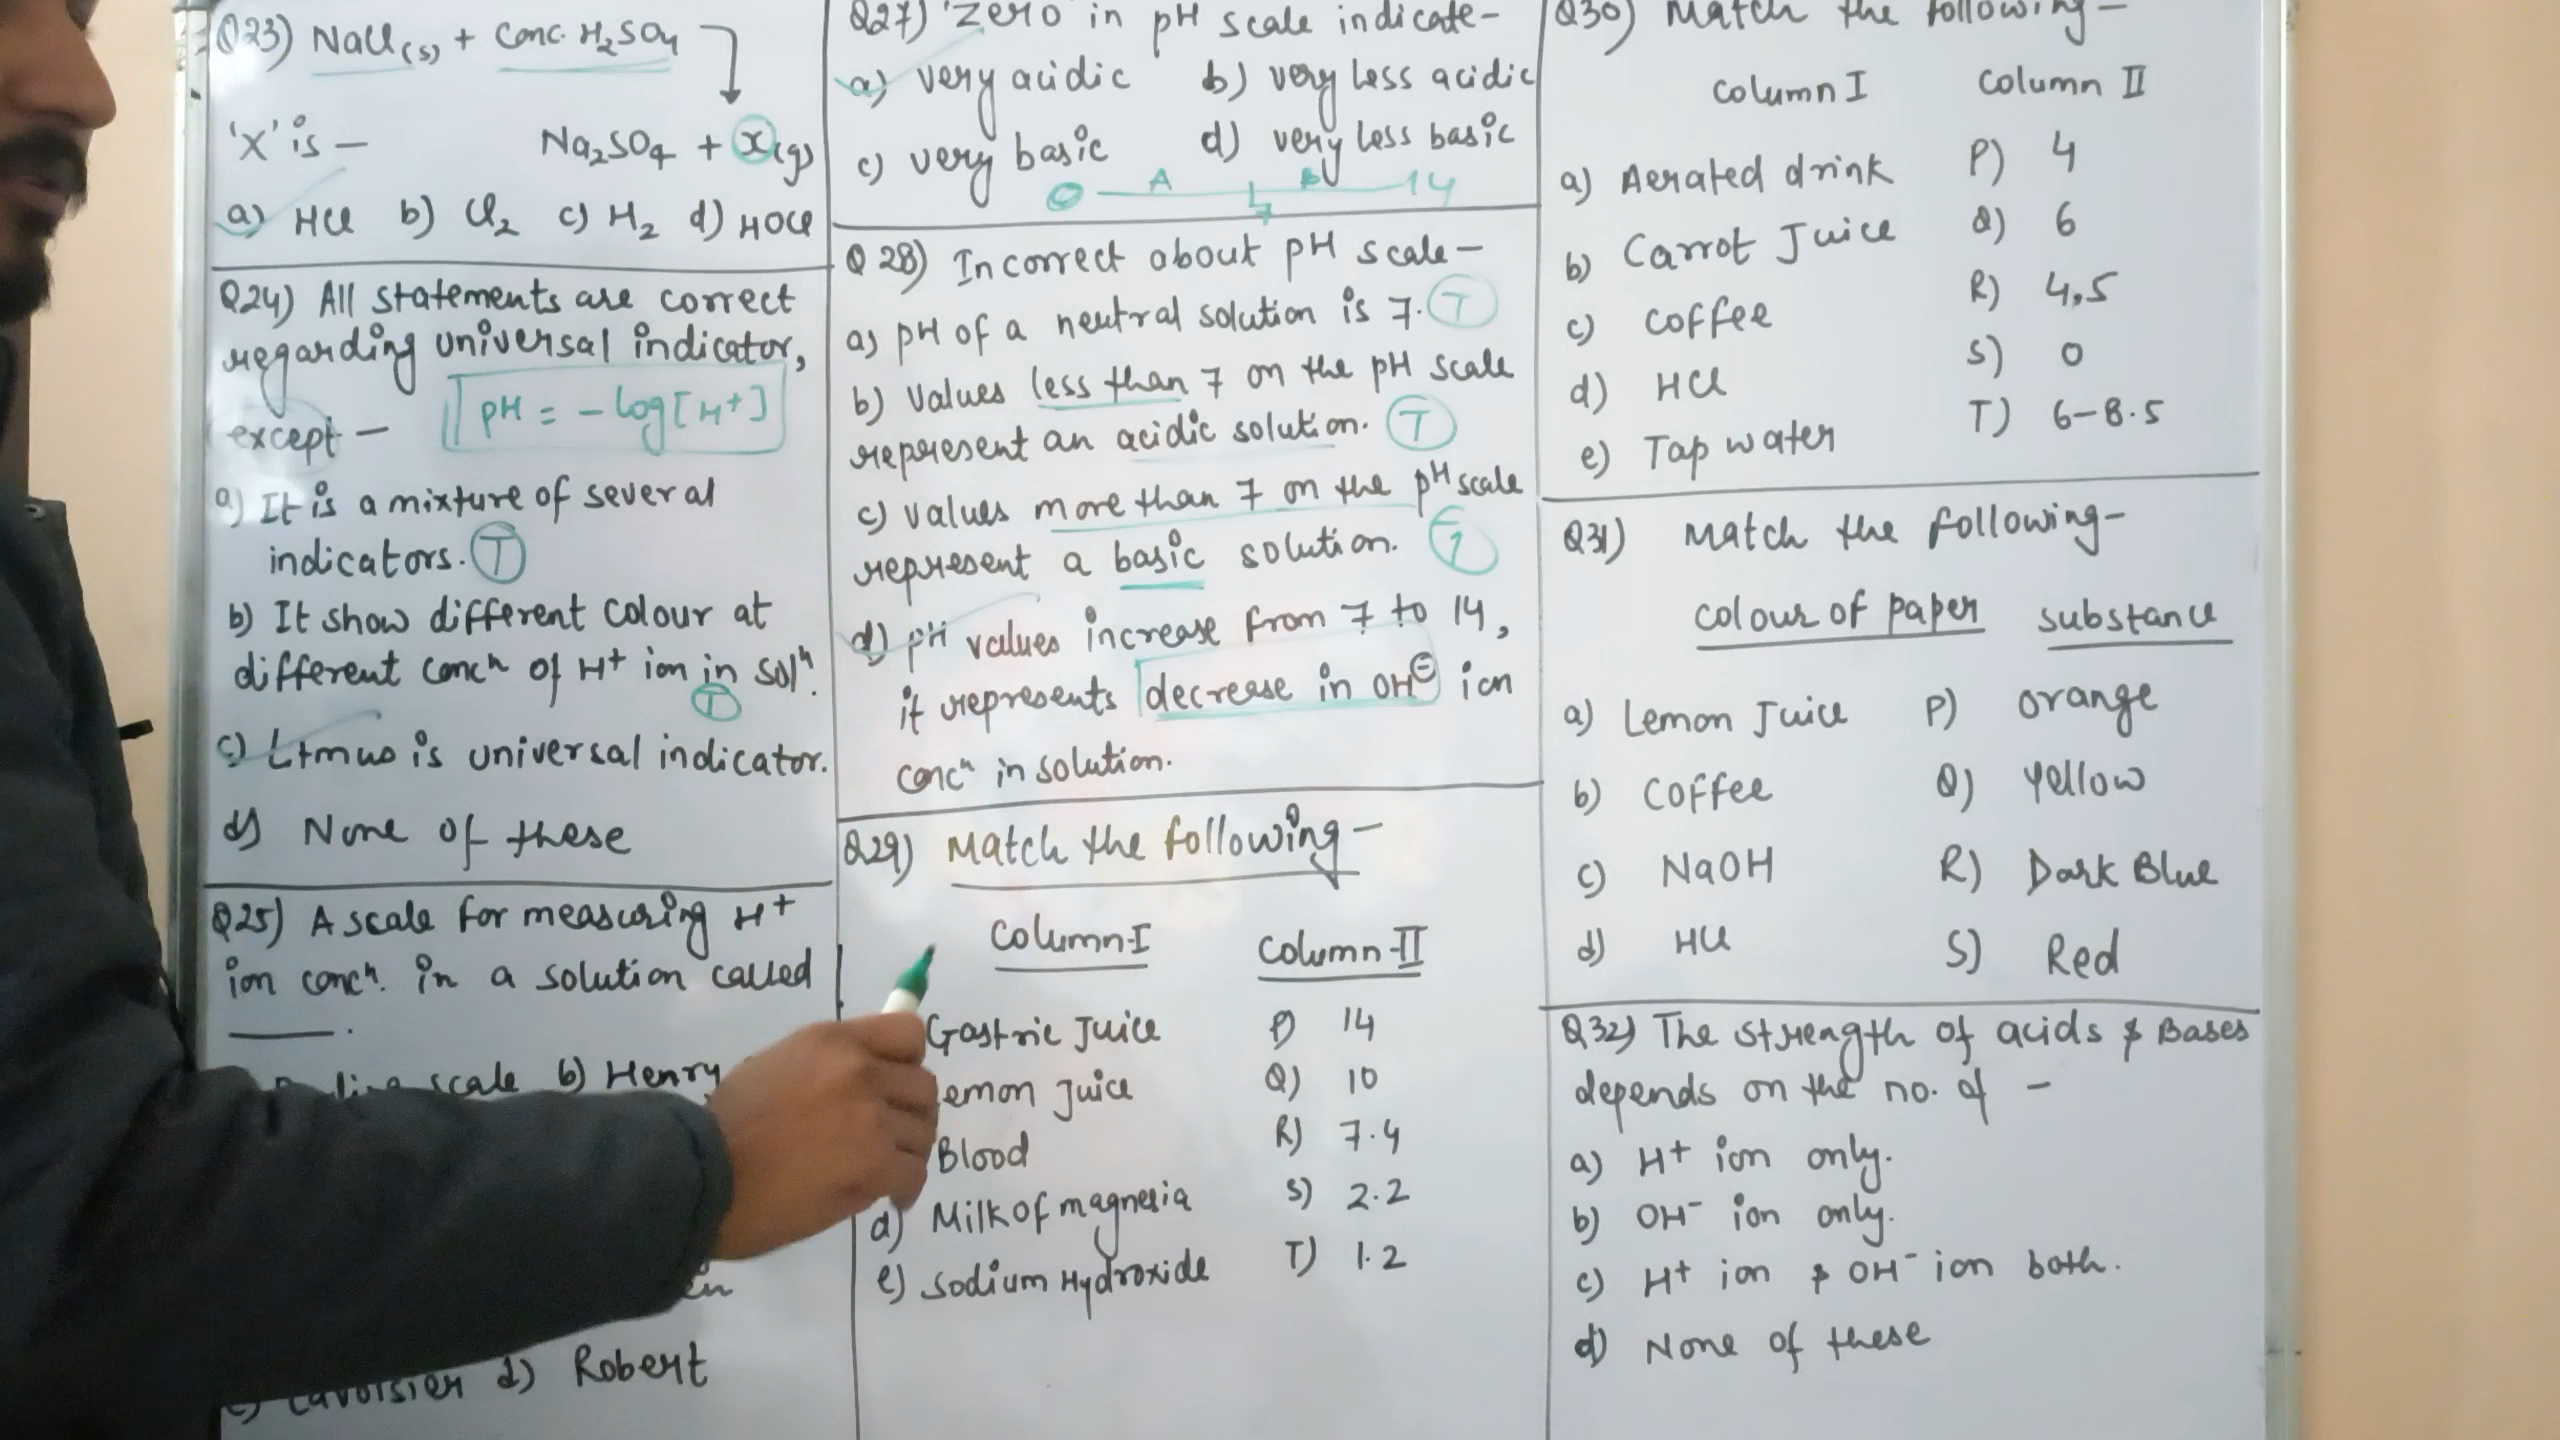 Q23) NaCl(s) + Conc. H2SO4
'X' is – Na2SO4 + x(g)
a) HCl b) Cl2 c) H2 d) HOCl
Q24) All statements are correct
regarding universal indicator,
except – pH = - log[H+]
a) It is a mixture of several
indicators. T
b) It show different colour at
different concn of H+ ion in soln.
T
c) Ltmus is universal indicator.
d) None of these
Q25) A scale for measuring H+
ion concn. in a solution called
_____.
scale b) Henry
d) Robert
Q27) 'Zero in pH scale indicate-
a) very acidic b) very less acidic
c) very basic d) very less basic
0 A 7 B 14
Q28) Incorrect about pH scale –
a) pH of a neutral solution is 7. T
b) Values less than 7 on the pH scale
represent an acidic solution. T
c) values more than 7 on the pH scale
represent a basic solution. T
d) pH values increase from 7 to 14,
it represents decrease in OH⊖ ion
concn in solution.
Q29) Match the following –
Column-I Column-II
Gastric Juice P) 14
emon Juice Q) 10
Blood R) 7.4
d) Milk of magnesia S) 2.2
e) Sodium Hydroxide T) 1.2
Q30) Match the following –
Column I Column II
a) Aerated drink P) 4
b) Carrot Juice Q) 6
c) Coffee R) 4.5
d) HCl S) 0
e) Tap water T) 6-8.5
Q31) Match the following-
Colour of paper substance
a) Lemon Juice P) orange
b) Coffee Q) Yellow
c) NaOH R) Dark Blue
d) HCl S) Red
Q32) The strength of acids & Bases
depends on the no. of –
a) H+ ion only.
b) OH- ion only.
c) H+ ion & OH- ion both.
d) None of these